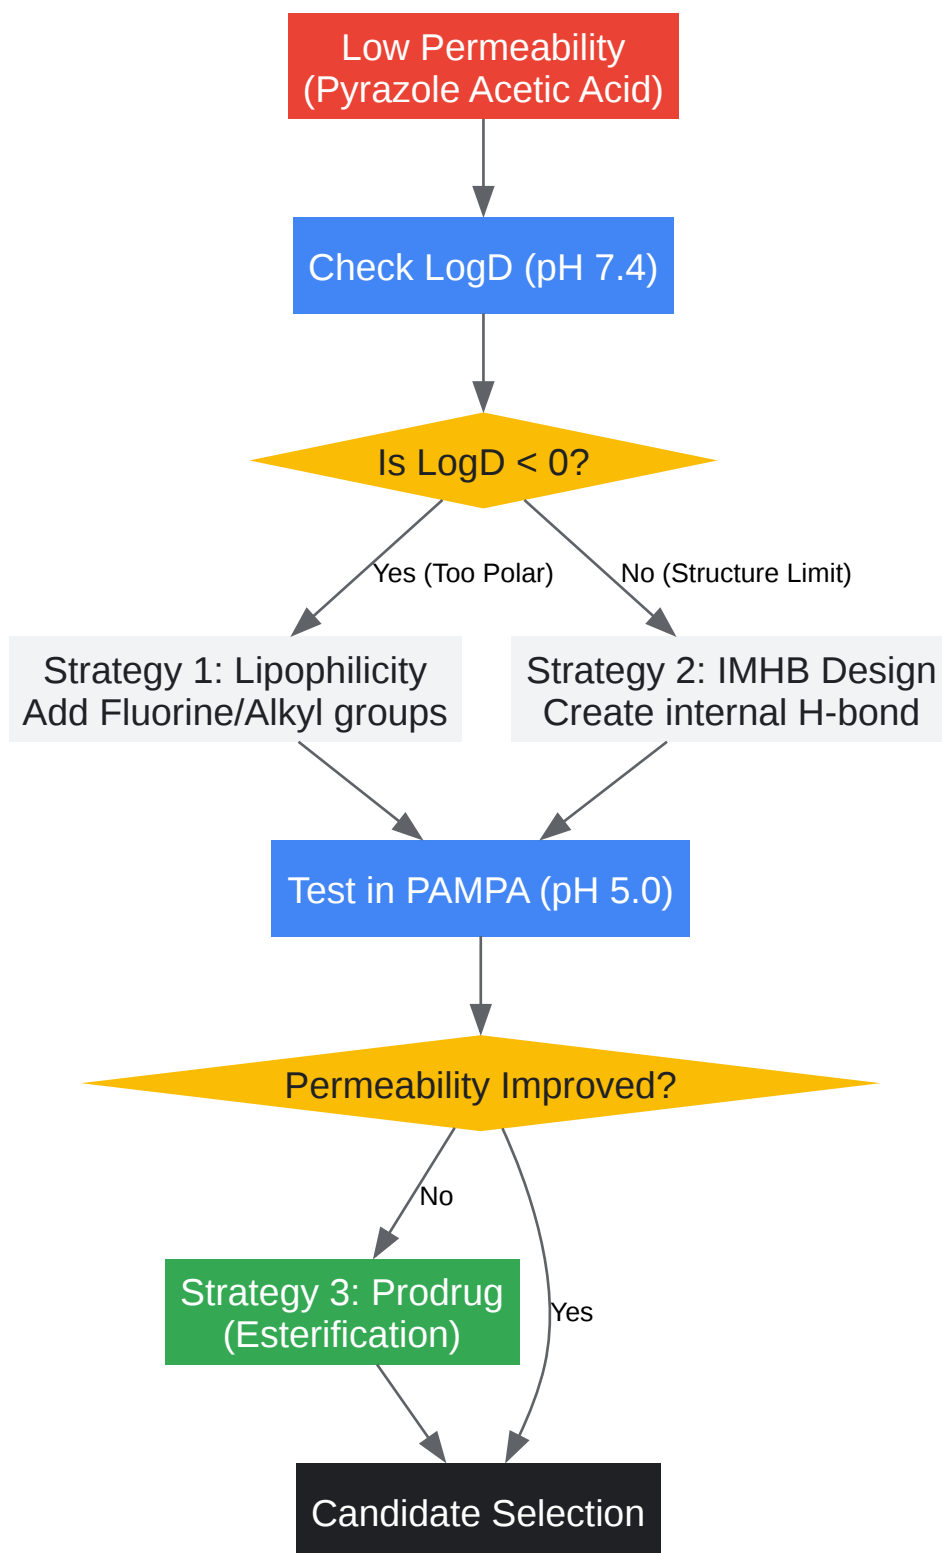 Low Permeability
(Pyrazole Acetic Acid)
Check LogD (pH 7.4)
Is LogD < 0?
Yes (Too Polar)
No (Structure Limit)
Strategy 1: Lipophilicity
Add Fluorine/Alkyl groups
Strategy 2: IMHB Design
Create internal H-bond
Test in PAMPA (pH 5.0)
Permeability Improved?
No
Strategy 3: Prodrug
(Esterification)
Yes
Candidate Selection